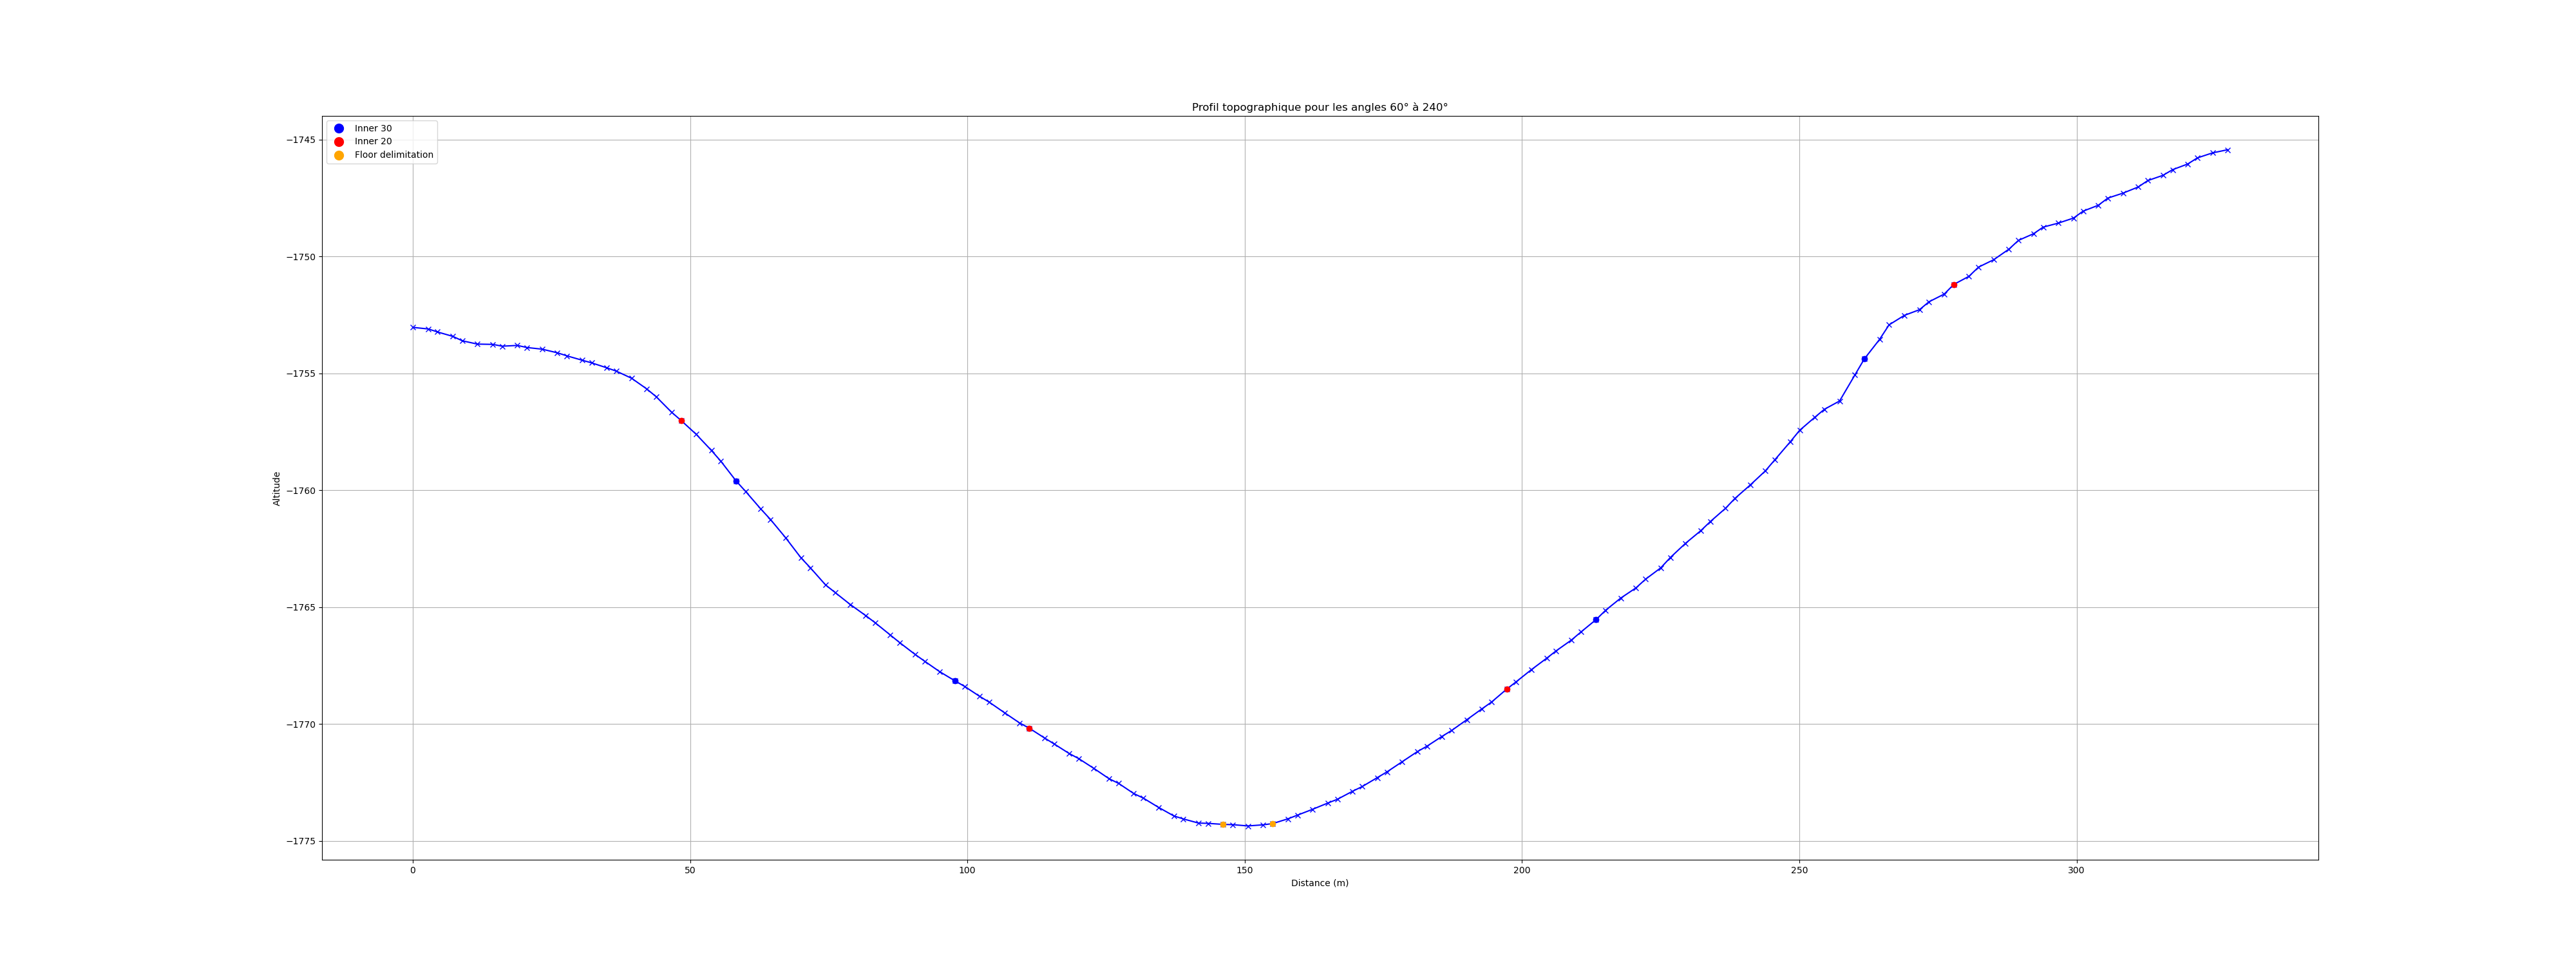 Profil topographique pour les angles 60° à 240°
Inner 30
Inner 20
Floor delimitation
−1745
−1750
−1755
−1760
−1765
−1770
−1775
Altitude
0 50 100 150 200 250 300
Distance (m)